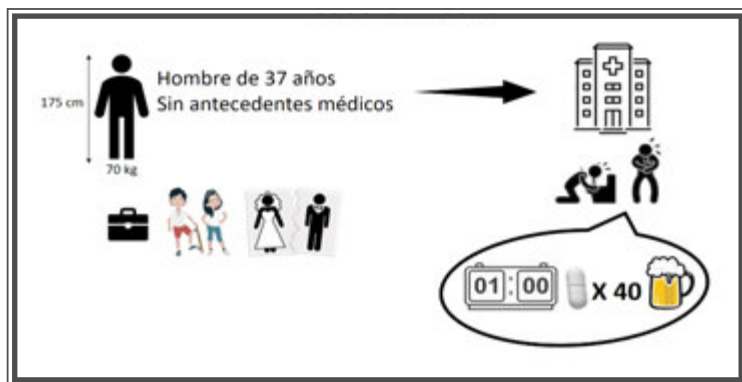 Hombre de 37 años
175 cm
Sin antecedentes médicos
70 kg
01:00
X 40